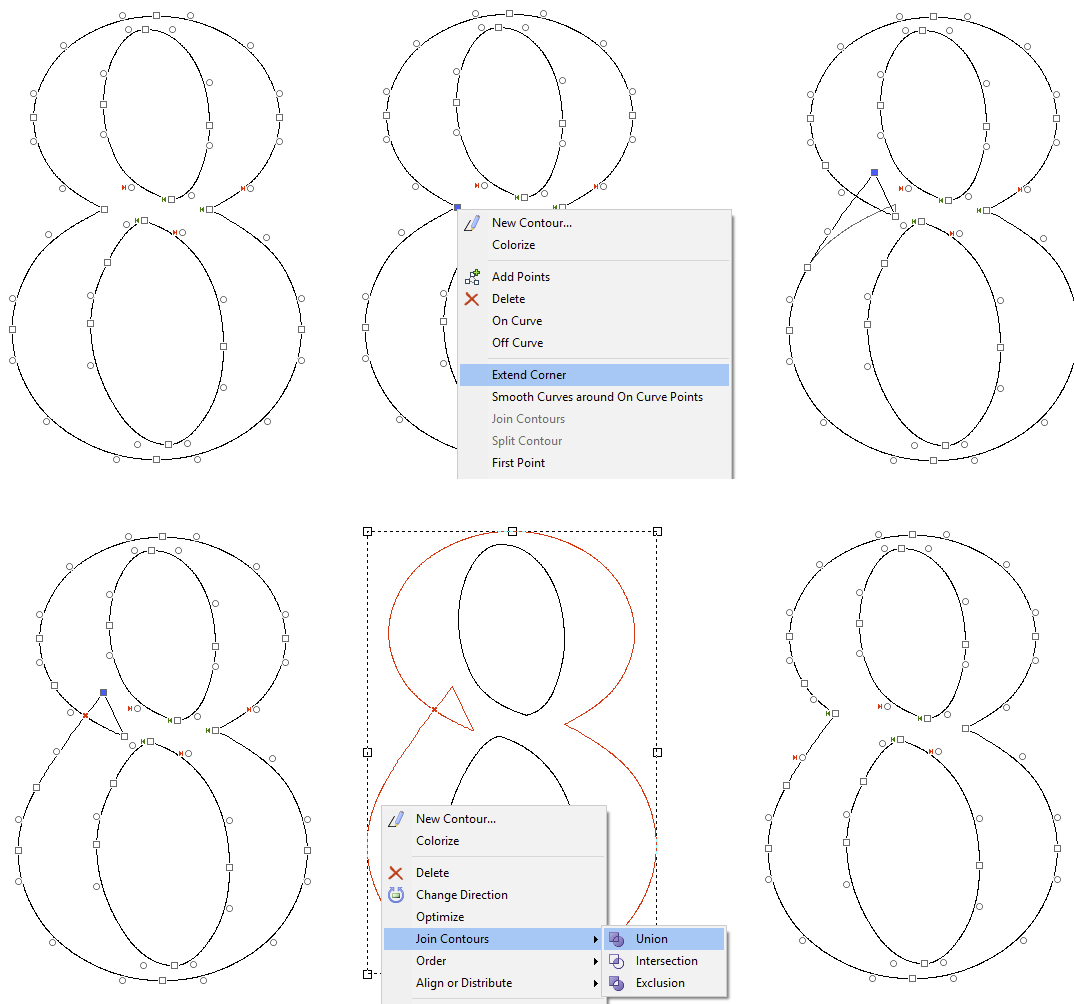 New Contour...
Colorize
Add Points
Delete
On Curve
Off Curve
Extend Corner
Smooth Curves around On Curve Points
Join Contours
Split Contour
First Point
New Contour...
Colorize
Delete
Change Direction
Optimize
Join Contours
Order
Align or Distribute
Union
Intersection
Exclusion